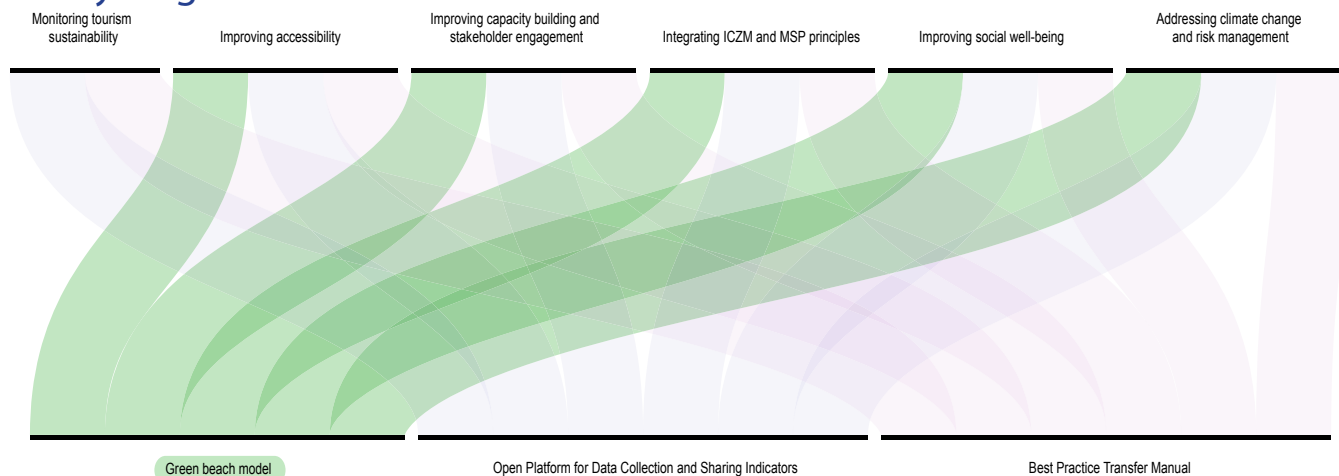 Monitoring tourism
sustainability
Improving accessibility
Improving capacity building and
stakeholder engagement
Integrating ICZM and MSP principles
Improving social well-being
Addressing climate change
and risk management
Green beach model
Open Platform for Data Collection and Sharing Indicators
Best Practice Transfer Manual